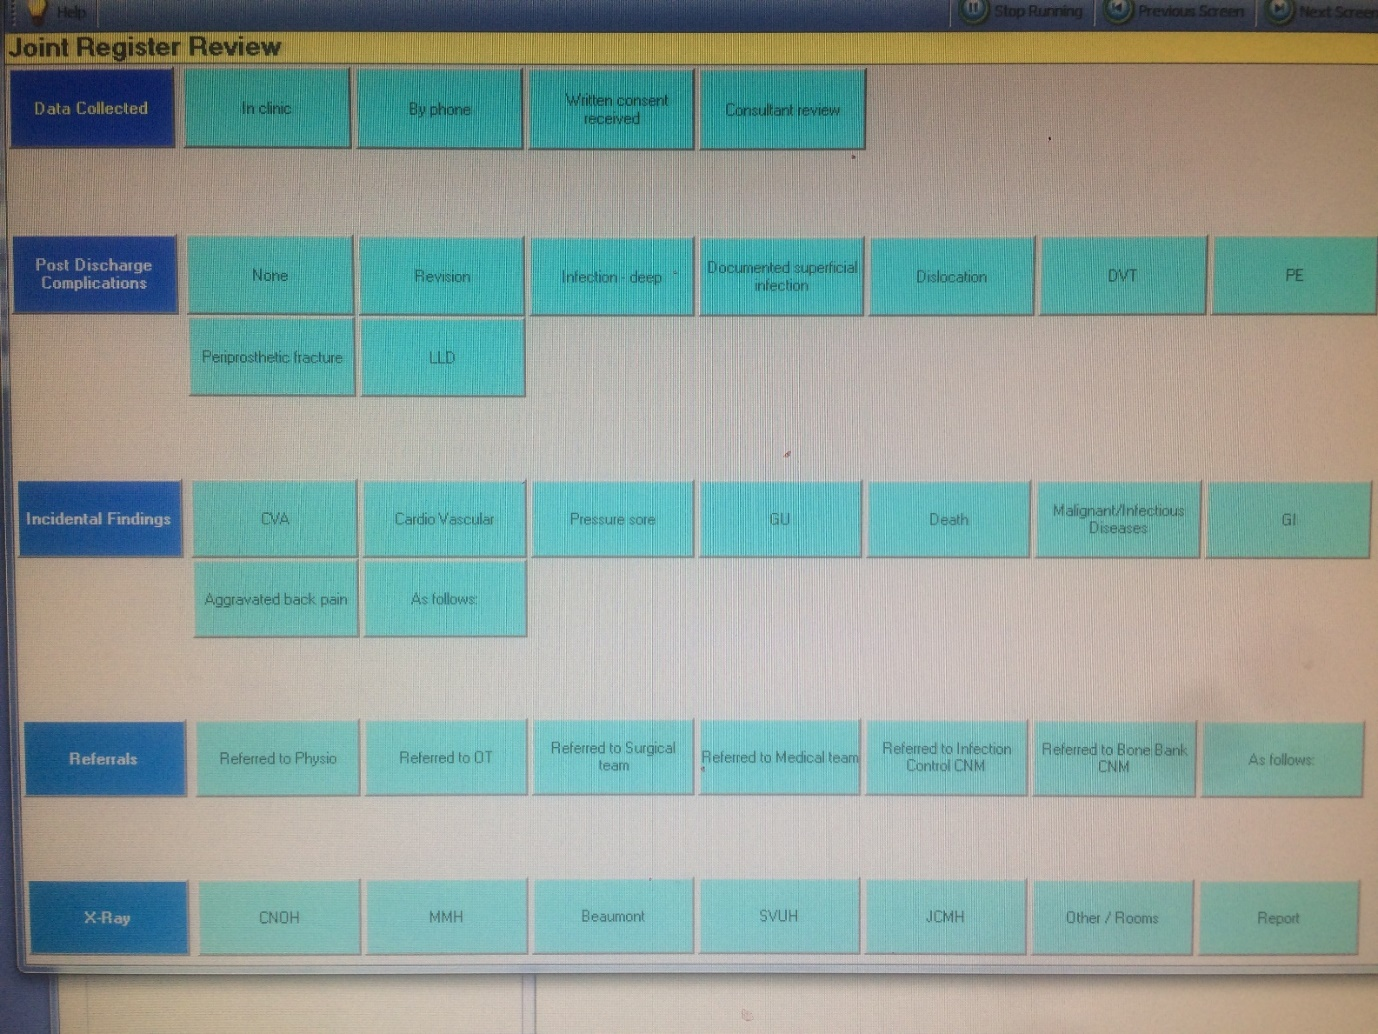 Help
Stop Running
Previous Screen
Next Screen
Joint Register Review
Data Collected
In clinic
By phone
Written consent
received
Consultant review
Post Discharge
Complications
None
Revision
Infection - deep
Documented superficial
infection
Dislocation
DVT
PE
Periprosthetic fracture
LLD
Incidental Findings
CVA
Cardio Vascular
Pressure sore
GU
Death
Malignant/Infectious
Diseases
GI
Aggravated back pain
As follows:
Referrals
Referred to Physio
Referred to OT
Referred to Surgical
team
Referred to Medical team
Referred to Infection
Control CNM
Referred to Bone Bank
CNM
As follows:
X-Ray
CNOH
MMH
Beaumont
SVUH
JCMH
Other / Rooms
Report